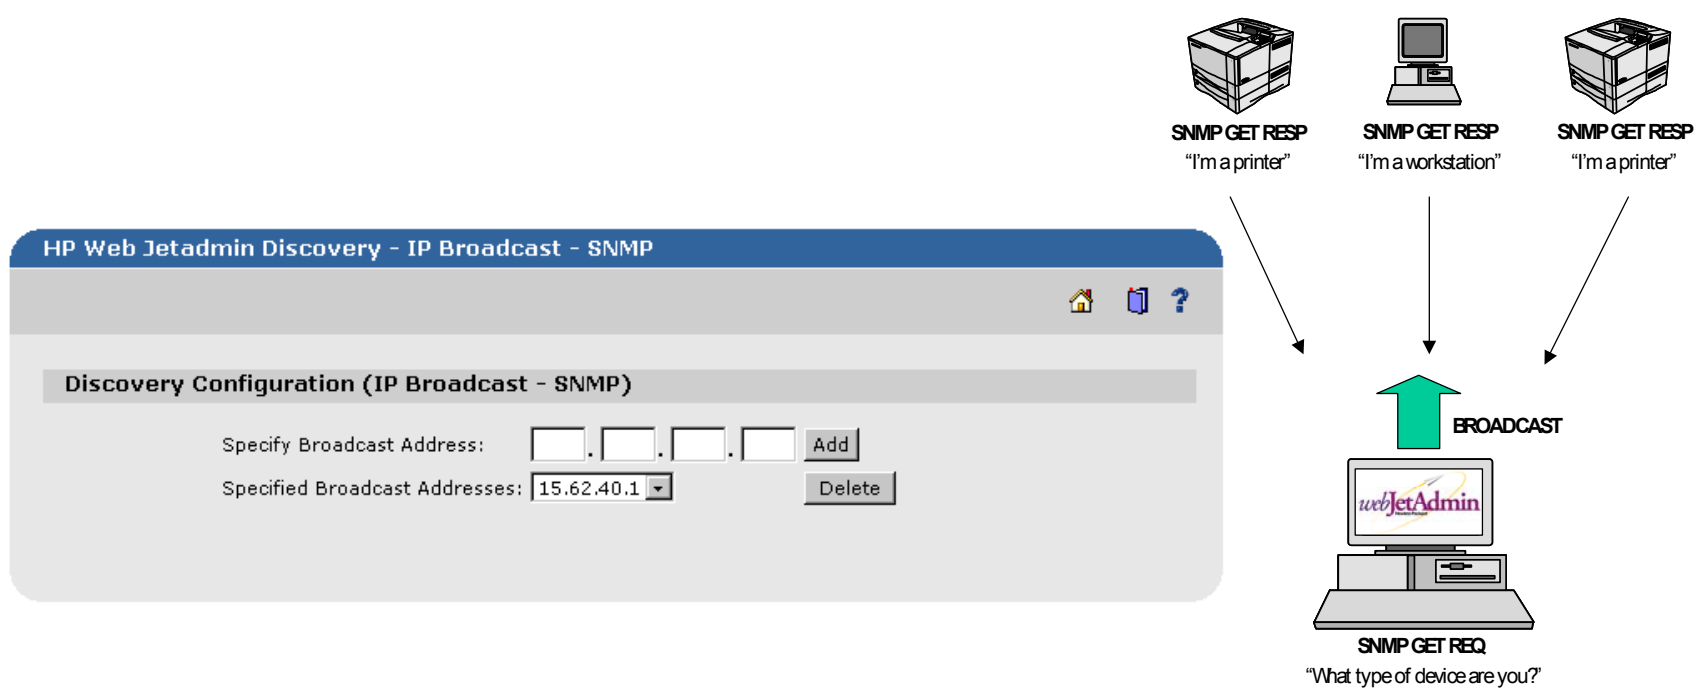 SNMP GET RESP
“I’m a printer”
SNMP GET RESP
“I’m a workstation”
SNMP GET RESP
“I’m a printer”
HP Web Jetadmin Discovery - IP Broadcast - SNMP
?
Discovery Configuration (IP Broadcast - SNMP)
Specify Broadcast Address: . . . Add
Specified Broadcast Addresses: 15.62.40.1 Delete
BROADCAST
webJetAdmin
SNMP GET REQ
“What type of device are you?”